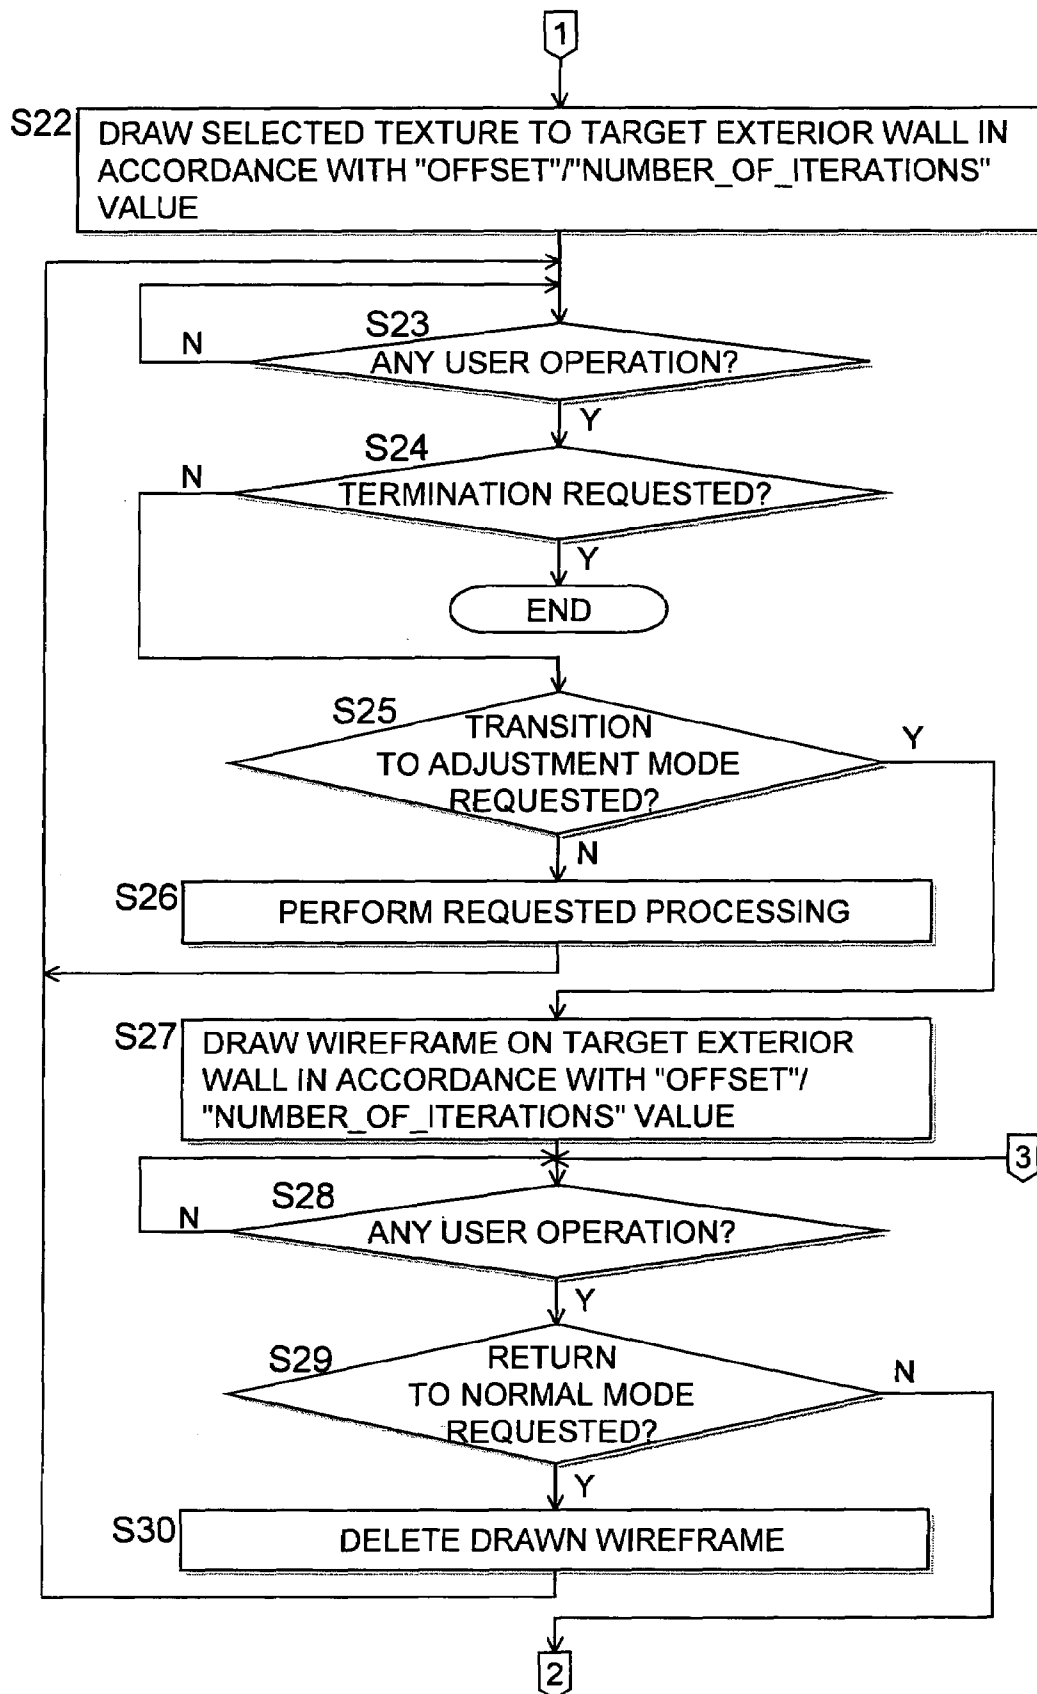 1
S22
DRAW SELECTED TEXTURE TO TARGET EXTERIOR WALL IN
ACCORDANCE WITH "OFFSET"/"NUMBER_OF_ITERATIONS"
VALUE
S23
N
ANY USER OPERATION?
Y
S24
N
TERMINATION REQUESTED?
Y
END
S25
TRANSITION
TO ADJUSTMENT MODE
REQUESTED?
Y
N
S26
PERFORM REQUESTED PROCESSING
S27
DRAW WIREFRAME ON TARGET EXTERIOR
WALL IN ACCORDANCE WITH "OFFSET"/
"NUMBER_OF_ITERATIONS" VALUE
3
S28
N
ANY USER OPERATION?
Y
S29
RETURN
TO NORMAL MODE
REQUESTED?
N
Y
S30
DELETE DRAWN WIREFRAME
2